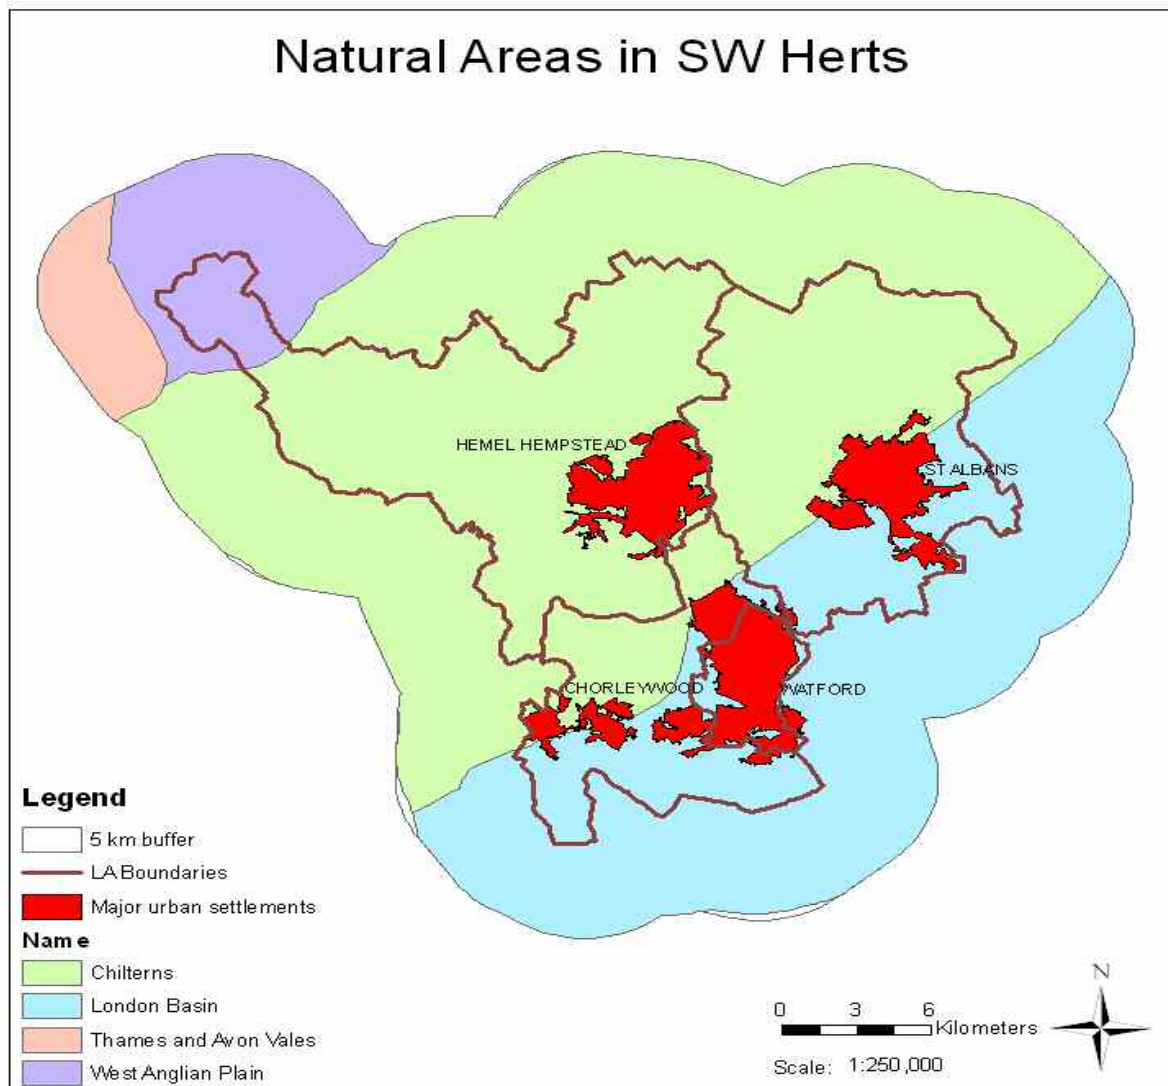 Natural Areas in SW Herts
HEMEL HEMPSTEAD
ST ALBANS
CHORLEYWOOD
WATFORD
Legend
5 km buffer
LA Boundaries
Major urban settlements
Name
Chilterns
London Basin
Thames and Avon Vales
West Anglian Plain
N
0 3 6
Kilometers
Scale: 1:250,000